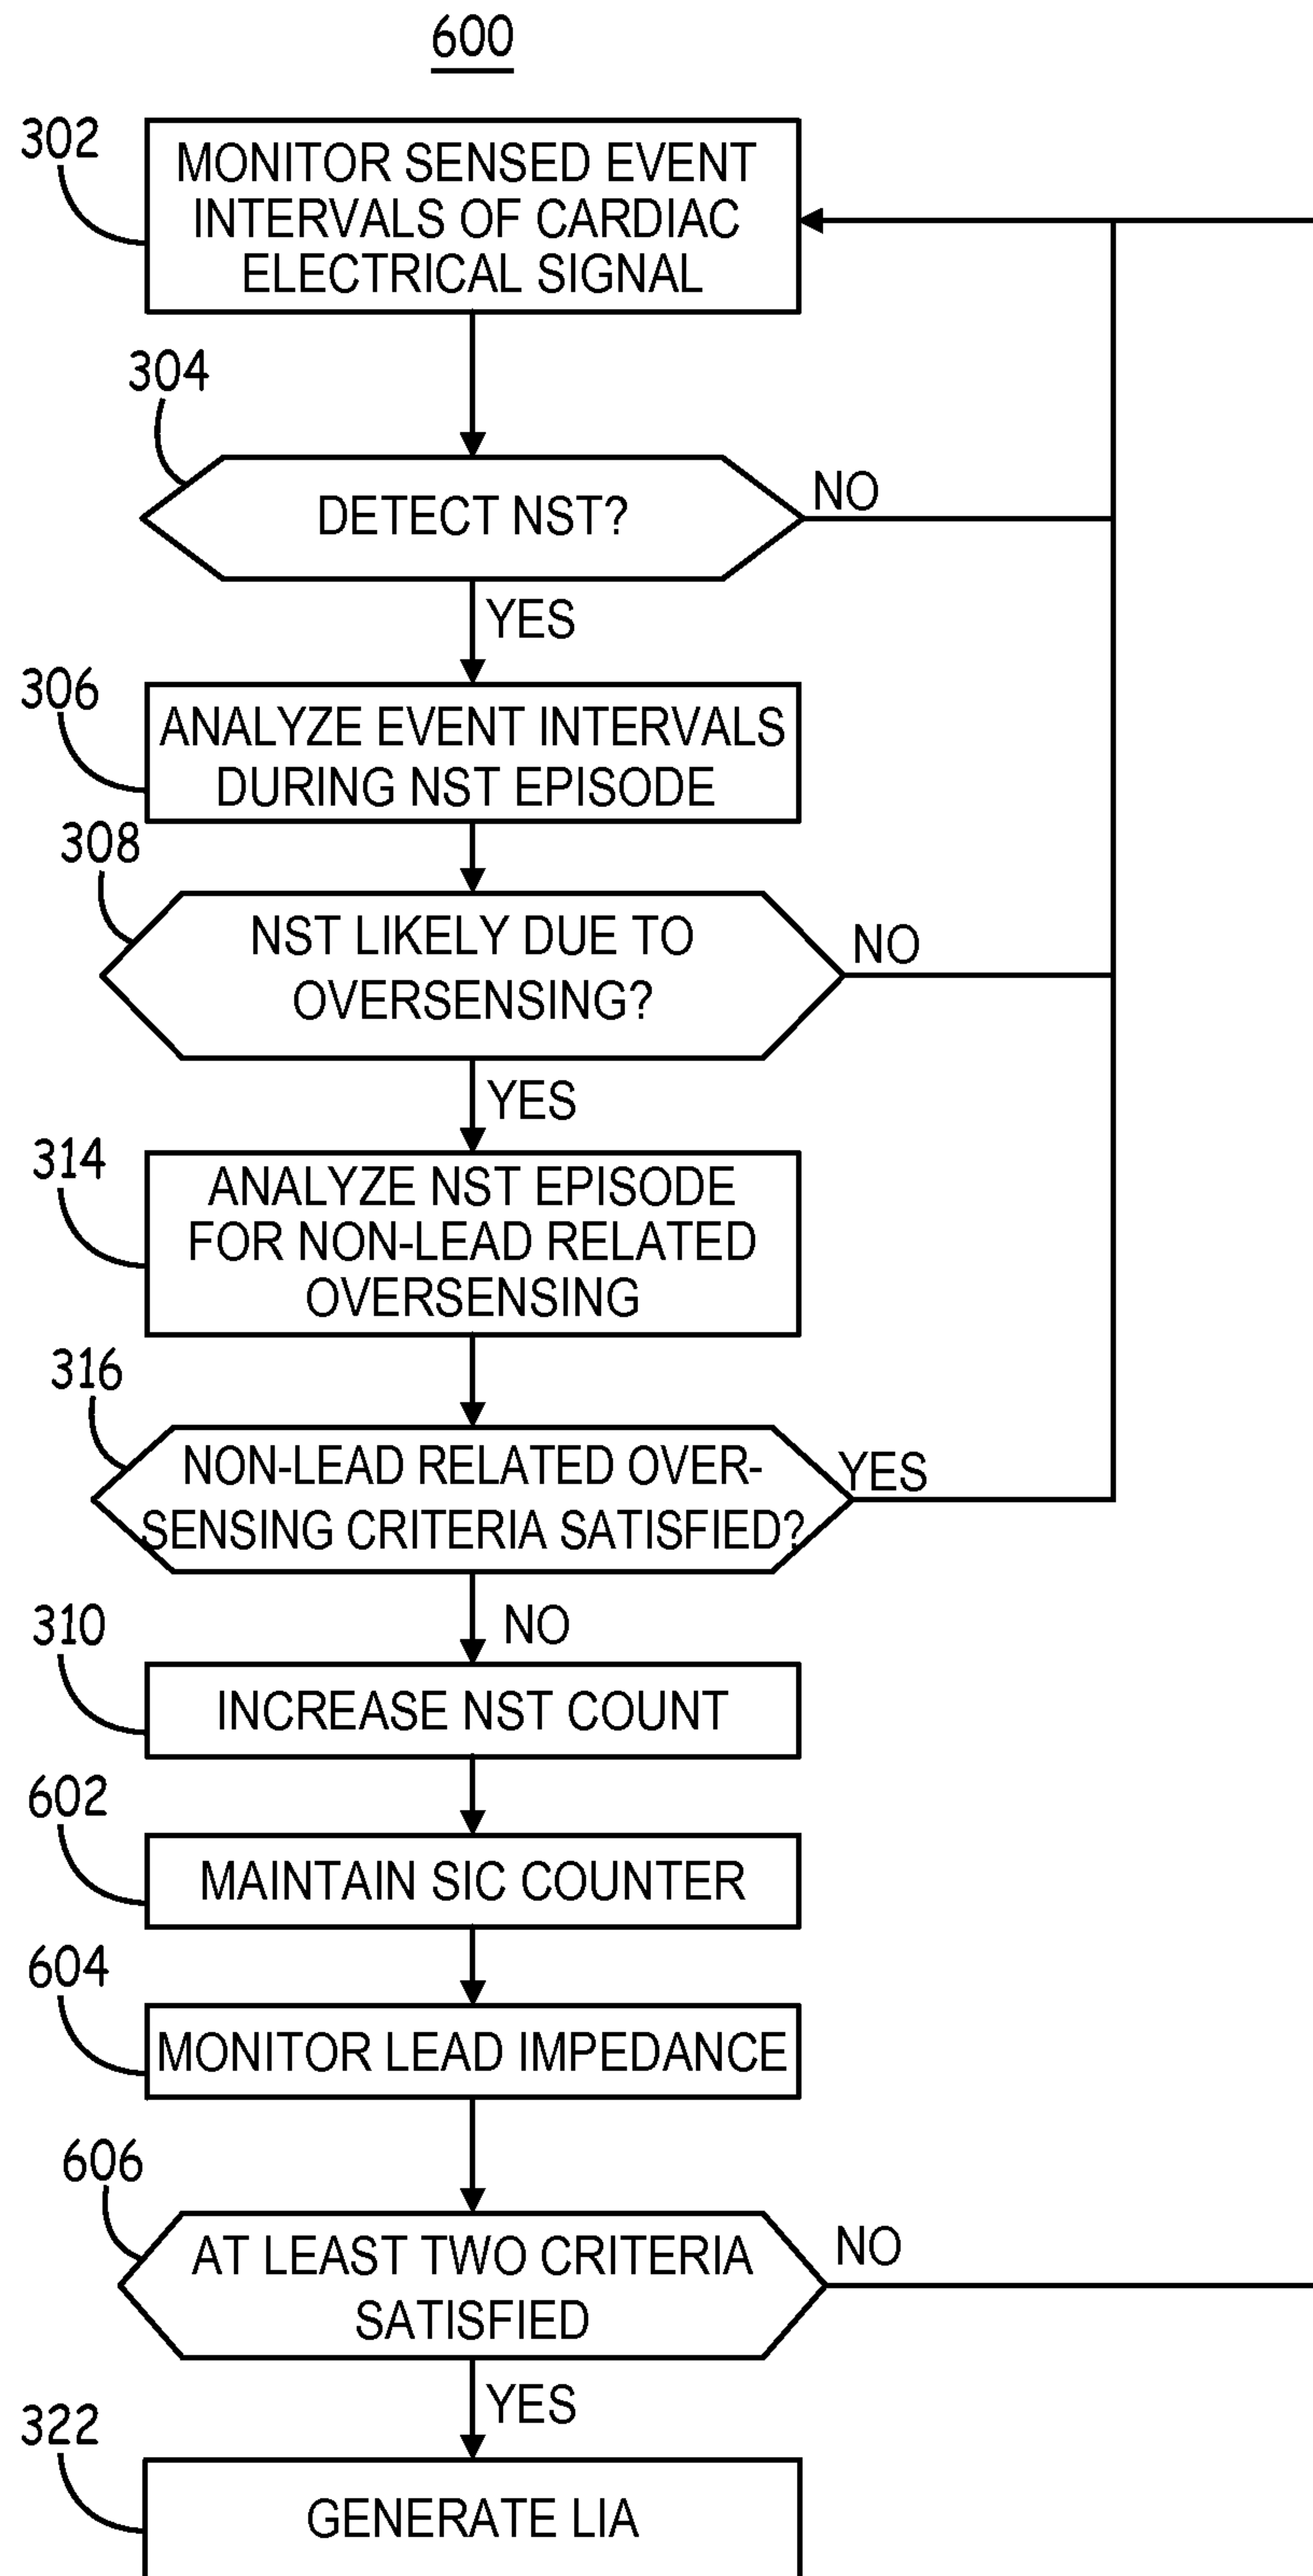 600
302
MONITOR SENSED EVENT
INTERVALS OF CARDIAC
ELECTRICAL SIGNAL
304
DETECT NST?
NO
YES
306
ANALYZE EVENT INTERVALS
DURING NST EPISODE
308
NST LIKELY DUE TO
OVERSENSING?
NO
YES
314
ANALYZE NST EPISODE
FOR NON-LEAD RELATED
OVERSENSING
316
NON-LEAD RELATED OVER-
SENSING CRITERIA SATISFIED?
YES
NO
310
INCREASE NST COUNT
602
MAINTAIN SIC COUNTER
604
MONITOR LEAD IMPEDANCE
606
AT LEAST TWO CRITERIA
SATISFIED
NO
YES
322
GENERATE LIA